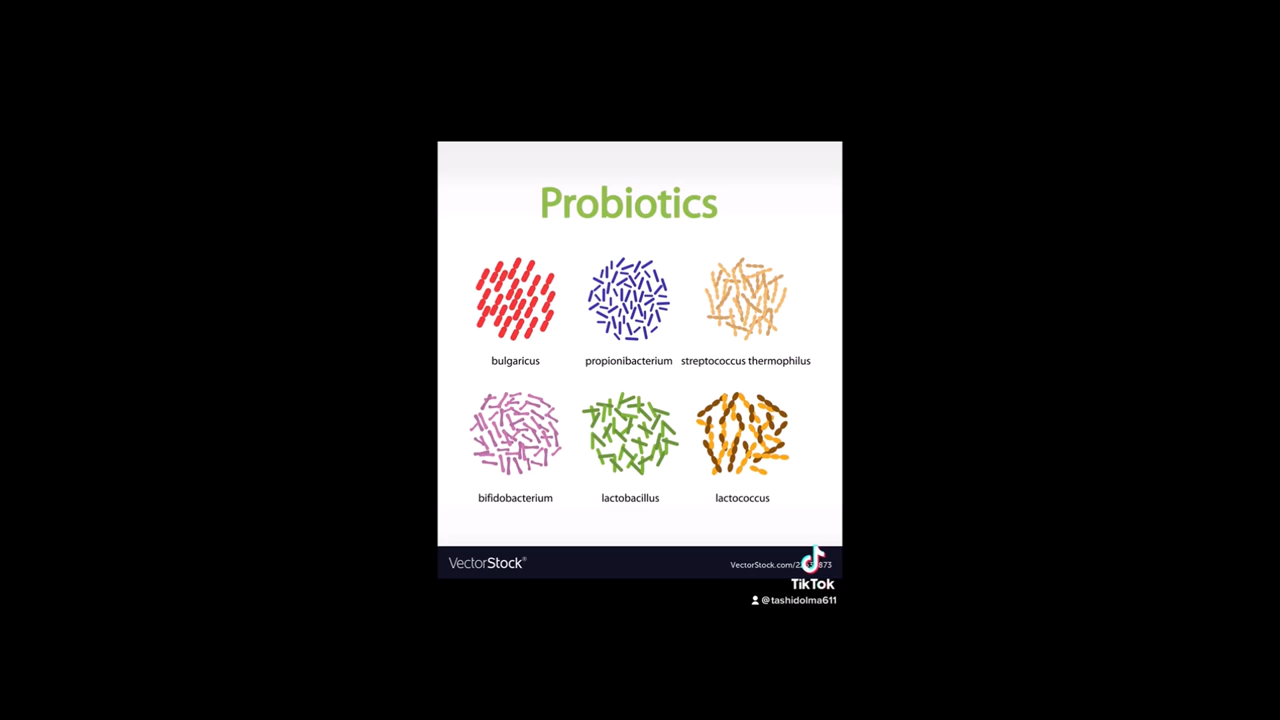 Probiotics
bulgaricus propionibacterium streptococcus thermophilus
bifidobacterium lactobacillus lactococcus
VectorStock®
TikTok
@tashidolma611